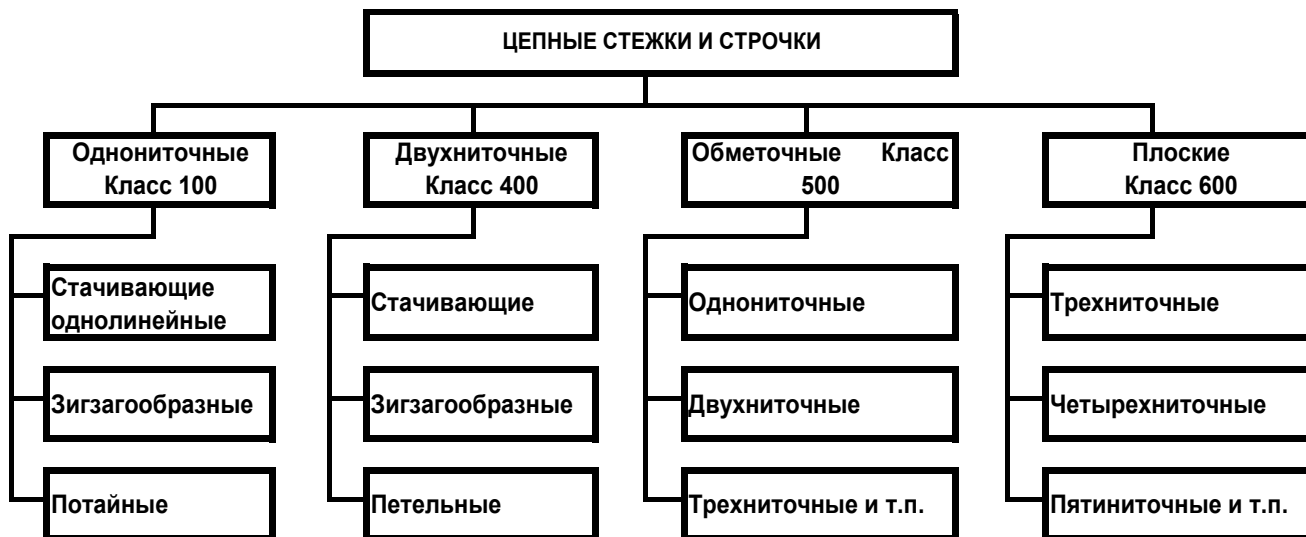 ЦЕПНЫЕ СТЕЖКИ И СТРОЧКИ
Однониточные
Класс 100
Двухниточные
Класс 400
Обметочные Класс
500
Плоские
Класс 600
Стачивающие
однолинейные
Стачивающие
Однониточные
Трехниточные
Зигзагообразные
Зигзагообразные
Двухниточные
Четырехниточные
Потайные
Петельные
Трехниточные и т.п.
Пятиниточные и т.п.